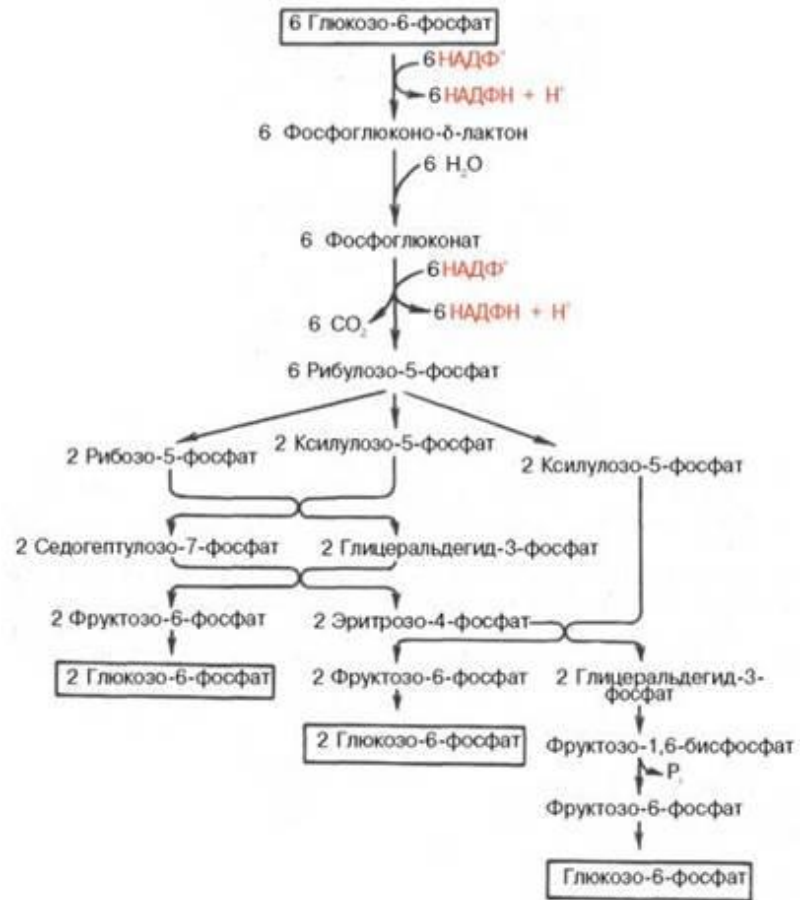 6 Глюкозо-6-фосфат
6 НАДФ⁺
6 НАДФН + Н⁺
6 Фосфоглюконо-δ-лактон
6 H₂O
6 Фосфоглюконат
6 НАДФ⁺
6 НАДФН + Н⁺
6 CO₂
6 Рибулозо-5-фосфат
2 Рибозо-5-фосфат
2 Ксилулозо-5-фосфат
2 Ксилулозо-5-фосфат
2 Седогептулозо-7-фосфат
2 Глицеральдегид-3-фосфат
2 Фруктозо-6-фосфат
2 Эритрозо-4-фосфат
2 Глюкозо-6-фосфат
2 Фруктозо-6-фосфат
2 Глицеральдегид-3-
фосфат
2 Глюкозо-6-фосфат
Фруктозо-1,6-бисфосфат
Pᵢ
Фруктозо-6-фосфат
Глюкозо-6-фосфат